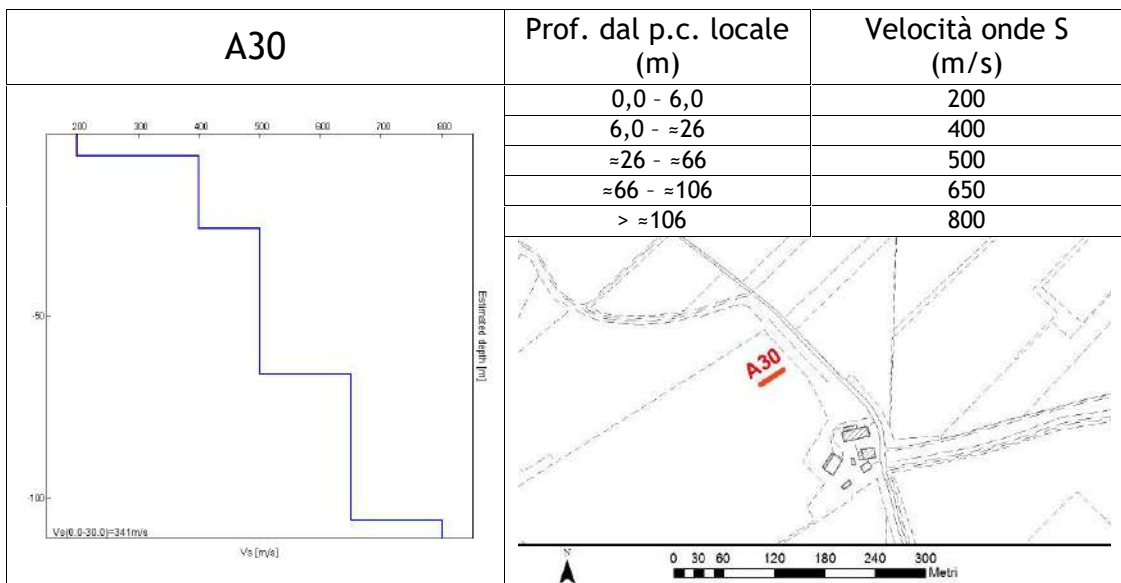 A30
Prof. dal p.c. locale (m)
Velocità onde S (m/s)
0,0 – 6,0 200
6,0 – ≈26 400
≈26 – ≈66 500
≈66 – ≈106 650
> ≈106 800
200 300 400 500 600 700 800
-50
-100
Estimated depth [m]
Vs(0.0-30.0)=341m/s
Vs [m/s]
A30
N
0 30 60 120 180 240 300
Metri